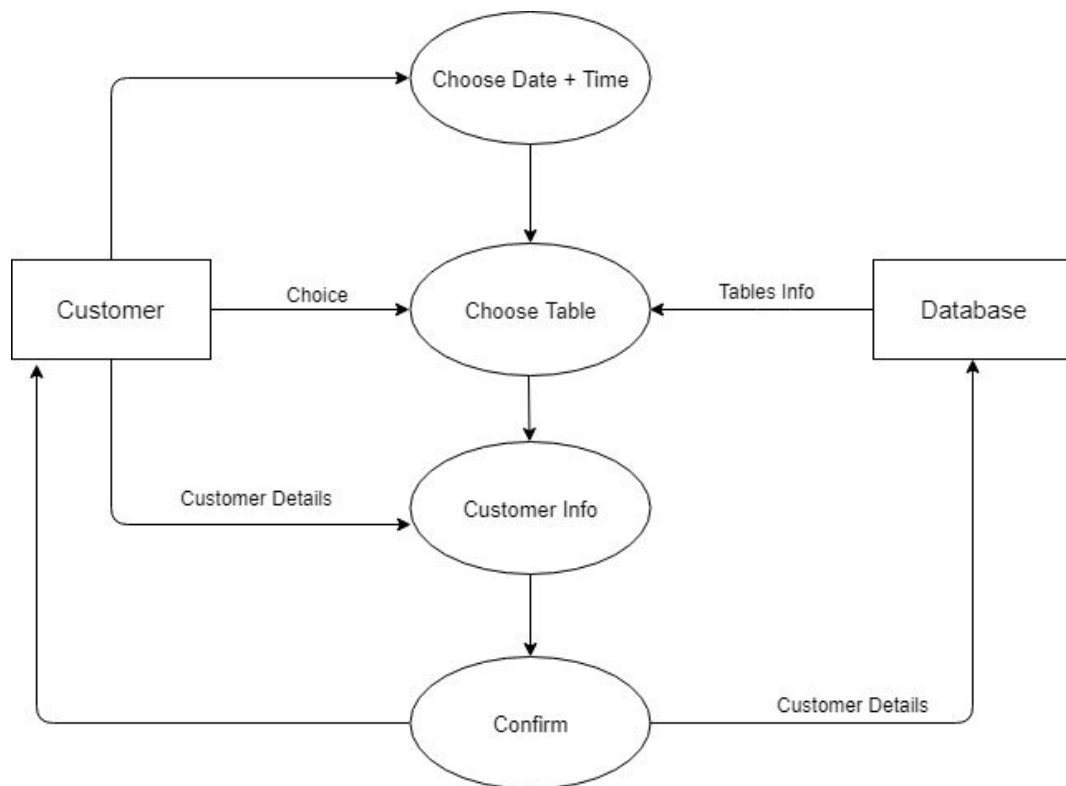 Choose Date + Time
Customer
Choice
Choose Table
Tables Info
Database
Customer Details
Customer Info
Confirm
Customer Details